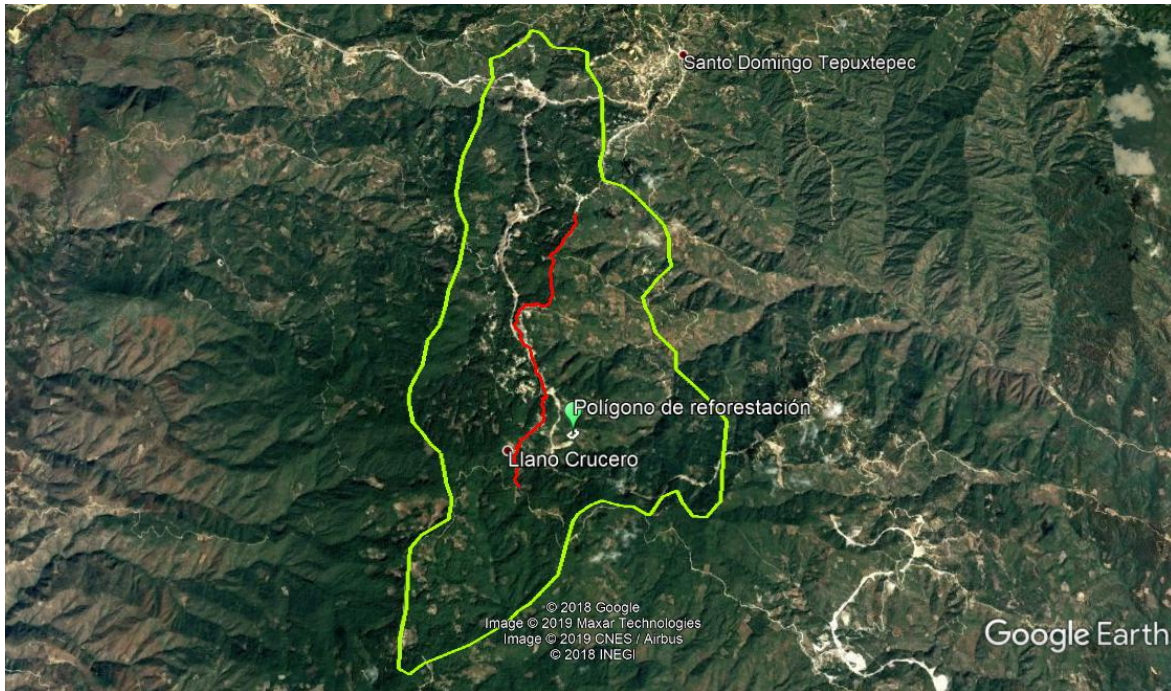 Santo Domingo Tepuxtepec
Polígono de reforestación
Llano Crucero
© 2018 Google
Image © 2019 Maxar Technologies
Image © 2019 CNES / Airbus
© 2018 INEGI
Google Earth